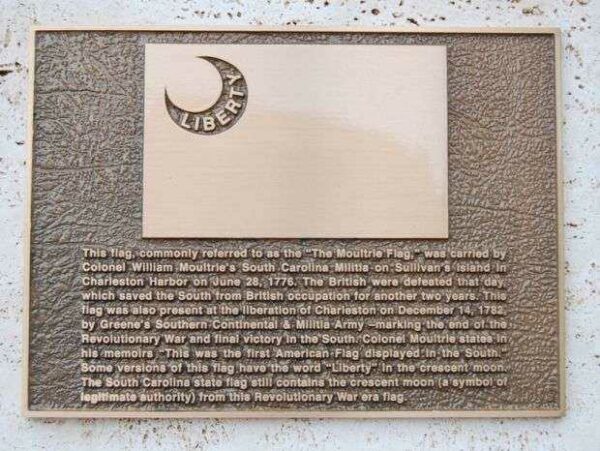 LIBERTY
This flag, commonly referred to as the "The Moultrie Flag," was carried by
Colonel William Moultrie's South Carolina Militia on Sullivan's Island in
Charleston Harbor on June 28, 1776. The British were defeated that day
which saved the South from British occupation for another two years. This
flag was also present at the liberation of Charleston on December 14, 1782,
by Greene's Southern Continental & Militia Army –marking the end of the
Revolutionary War and final victory in the South. Colonel Moultrie states in
his memoirs "This was the first American Flag displayed in the South."
Some versions of this flag have the word "Liberty" in the crescent moon.
The South Carolina state flag still contains the crescent moon (a symbol of
legitimate authority) from this Revolutionary War era flag.